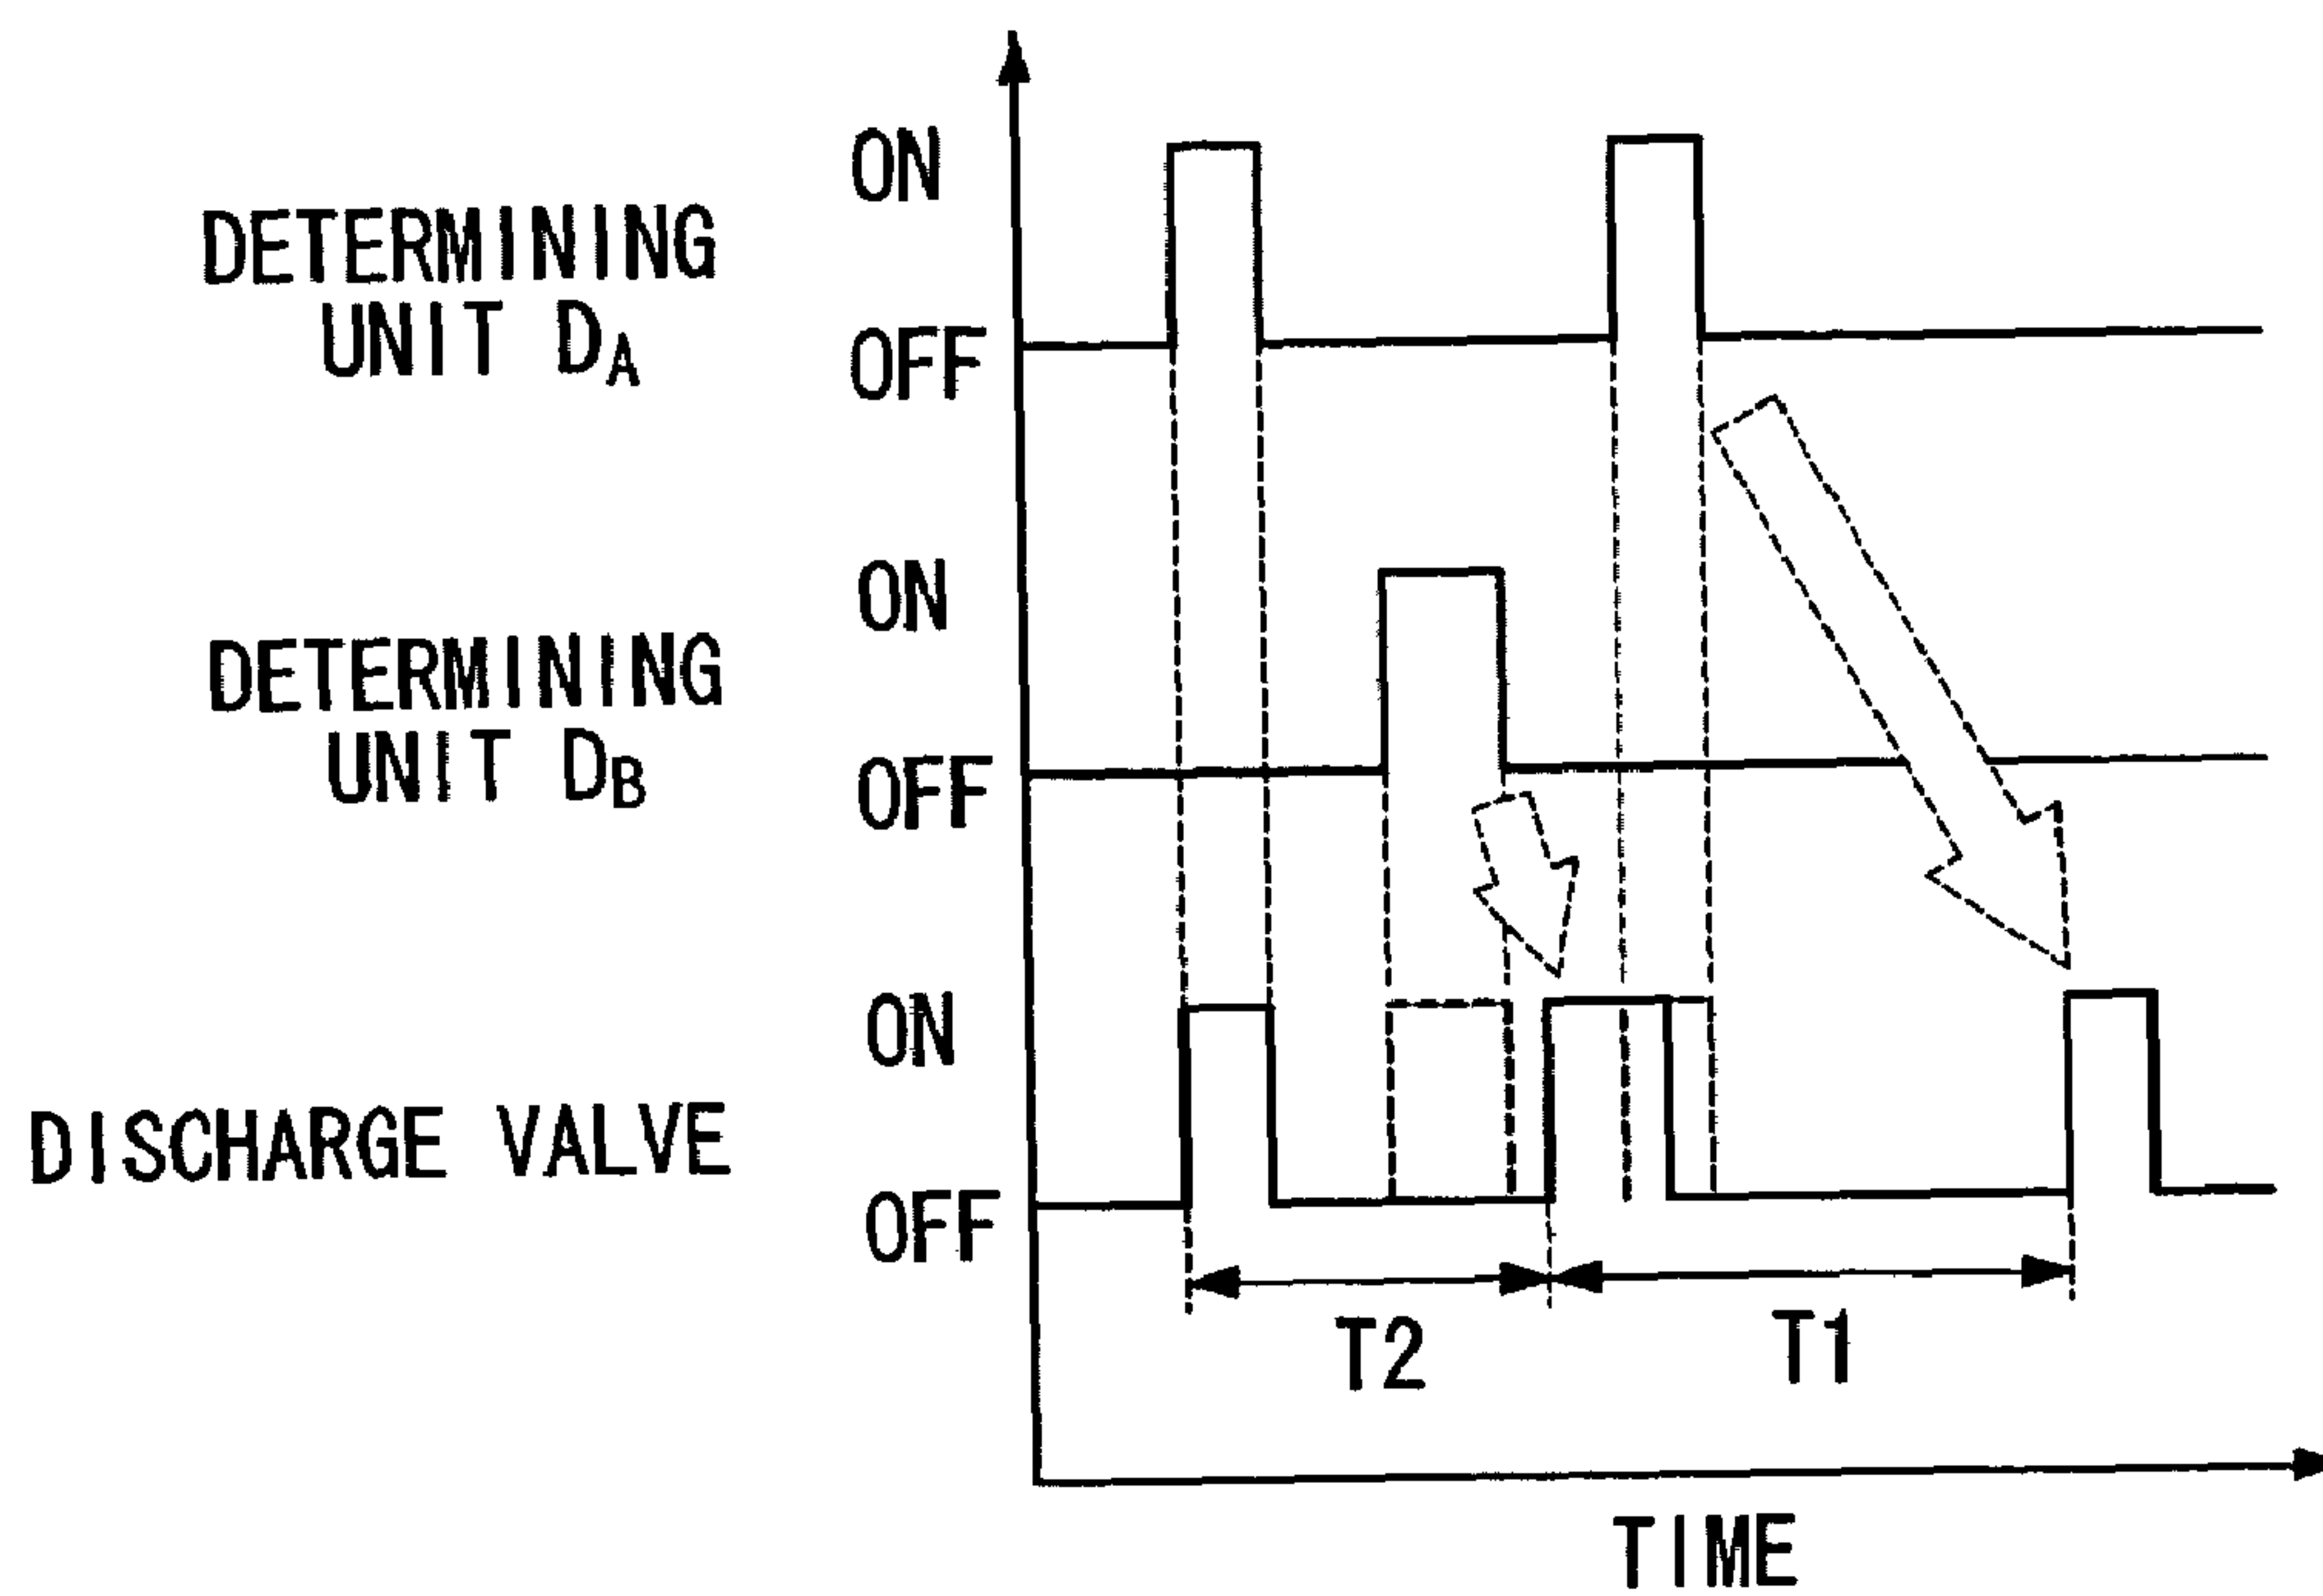 ON
DETERMINING
UNIT DA
OFF
ON
DETERMINING
UNIT DB
OFF
ON
DISCHARGE VALVE
OFF
T2
T1
TIME